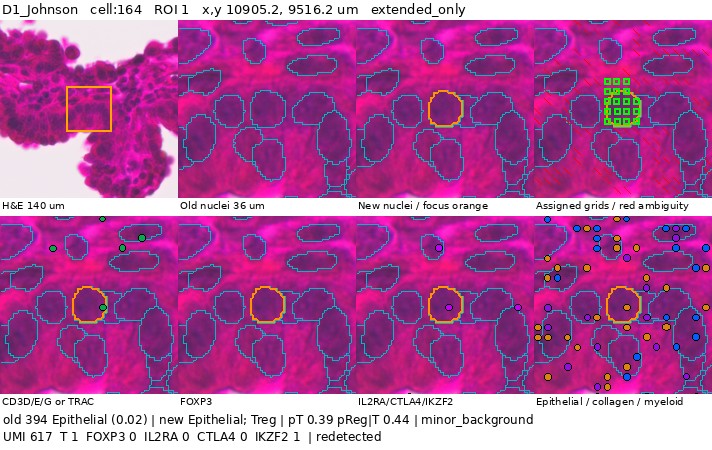 D1_Johnson   cell:164   ROI 1   x,y 10905.2, 9516.2 um   extended_only
H&E 140 um
Old nuclei 36 um
New nuclei / focus orange
Assigned grids / red ambiguity
CD3D/E/G or TRAC
FOXP3
IL2RA/CTLA4/IKZF2
Epithelial / collagen / myeloid
old 394 Epithelial (0.02) | new Epithelial; Treg | pT 0.39 pReg|T 0.44 | minor_background
UMI 617  T 1  FOXP3 0  IL2RA 0  CTLA4 0  IKZF2 1  | redetected